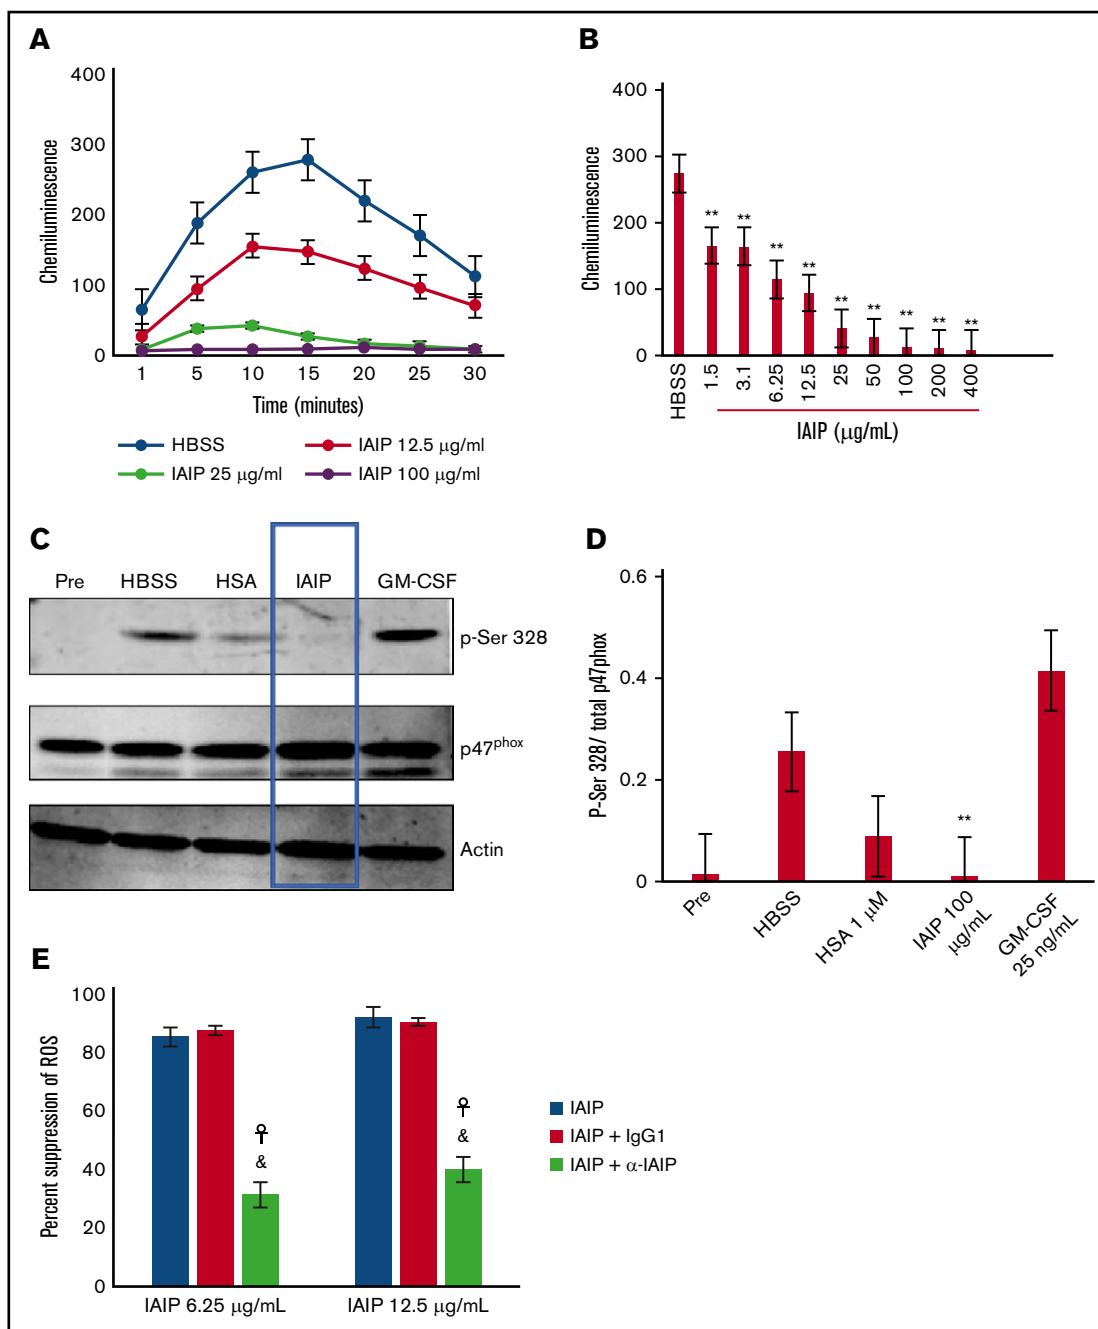 A
400
300
200
100
0
Chemiluminescence
1 5 10 15 20 25 30
Time (minutes)
HBSS
IAIP 12.5 μg/ml
IAIP 25 μg/ml
IAIP 100 μg/ml
B
400
300
200
100
0
Chemiluminescence
** ** ** ** ** ** ** ** **
HBSS 1.5 3.1 6.25 12.5 25 50 100 200 400
IAIP (μg/mL)
C
Pre HBSS HSA IAIP GM-CSF
p-Ser 328
p47phox
Actin
D
0.6
0.4
0.2
0
P-Ser 328/ total p47phox
**
Pre
HBSS
HSA 1 μM
IAIP 100
μg/mL
GM-CSF
25 ng/mL
E
100
80
60
40
20
0
Percent suppression of ROS
&
&
IAIP 6.25 μg/mL IAIP 12.5 μg/mL
IAIP
IAIP + IgG1
IAIP + α-IAIP